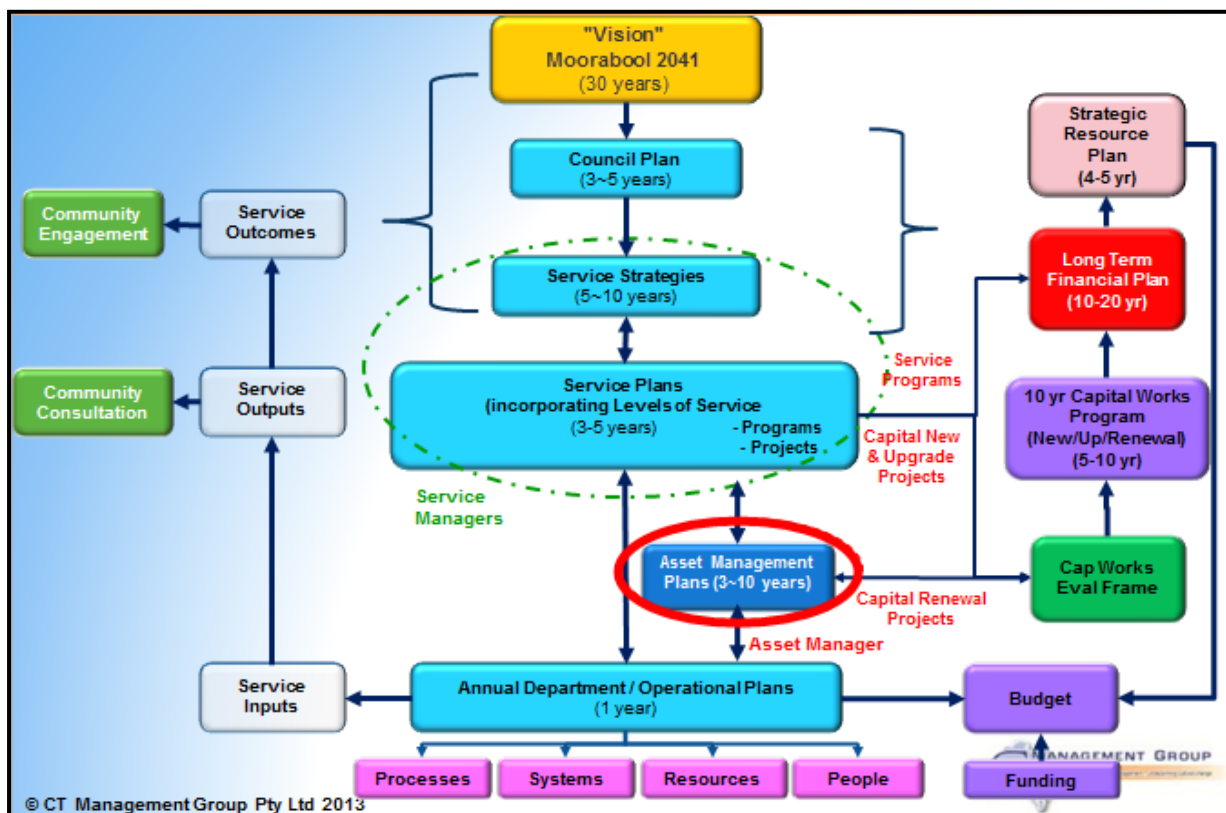 "Vision"
Moorabool 2041
(30 years)
Council Plan
(3~5 years)
Service Strategies
(5~10 years)
Service Plans
(incorporating Levels of Service
(3-5 years)
- Programs
- Projects
Service
Managers
Asset Management
Plans (3~10 years)
Asset Manager
Annual Department / Operational Plans
(1 year)
Processes
Systems
Resources
People
Community
Engagement
Service
Outcomes
Community
Consultation
Service
Outputs
Service
Inputs
Service
Programs
Capital New
& Upgrade
Projects
Capital Renewal
Projects
Strategic
Resource
Plan
(4-5 yr)
Long Term
Financial Plan
(10-20 yr)
10 yr Capital Works
Program
(New/Up/Renewal)
(5-10 yr)
Cap Works
Eval Frame
Budget
Funding
MANAGEMENT GROUP
© CT Management Group Pty Ltd 2013